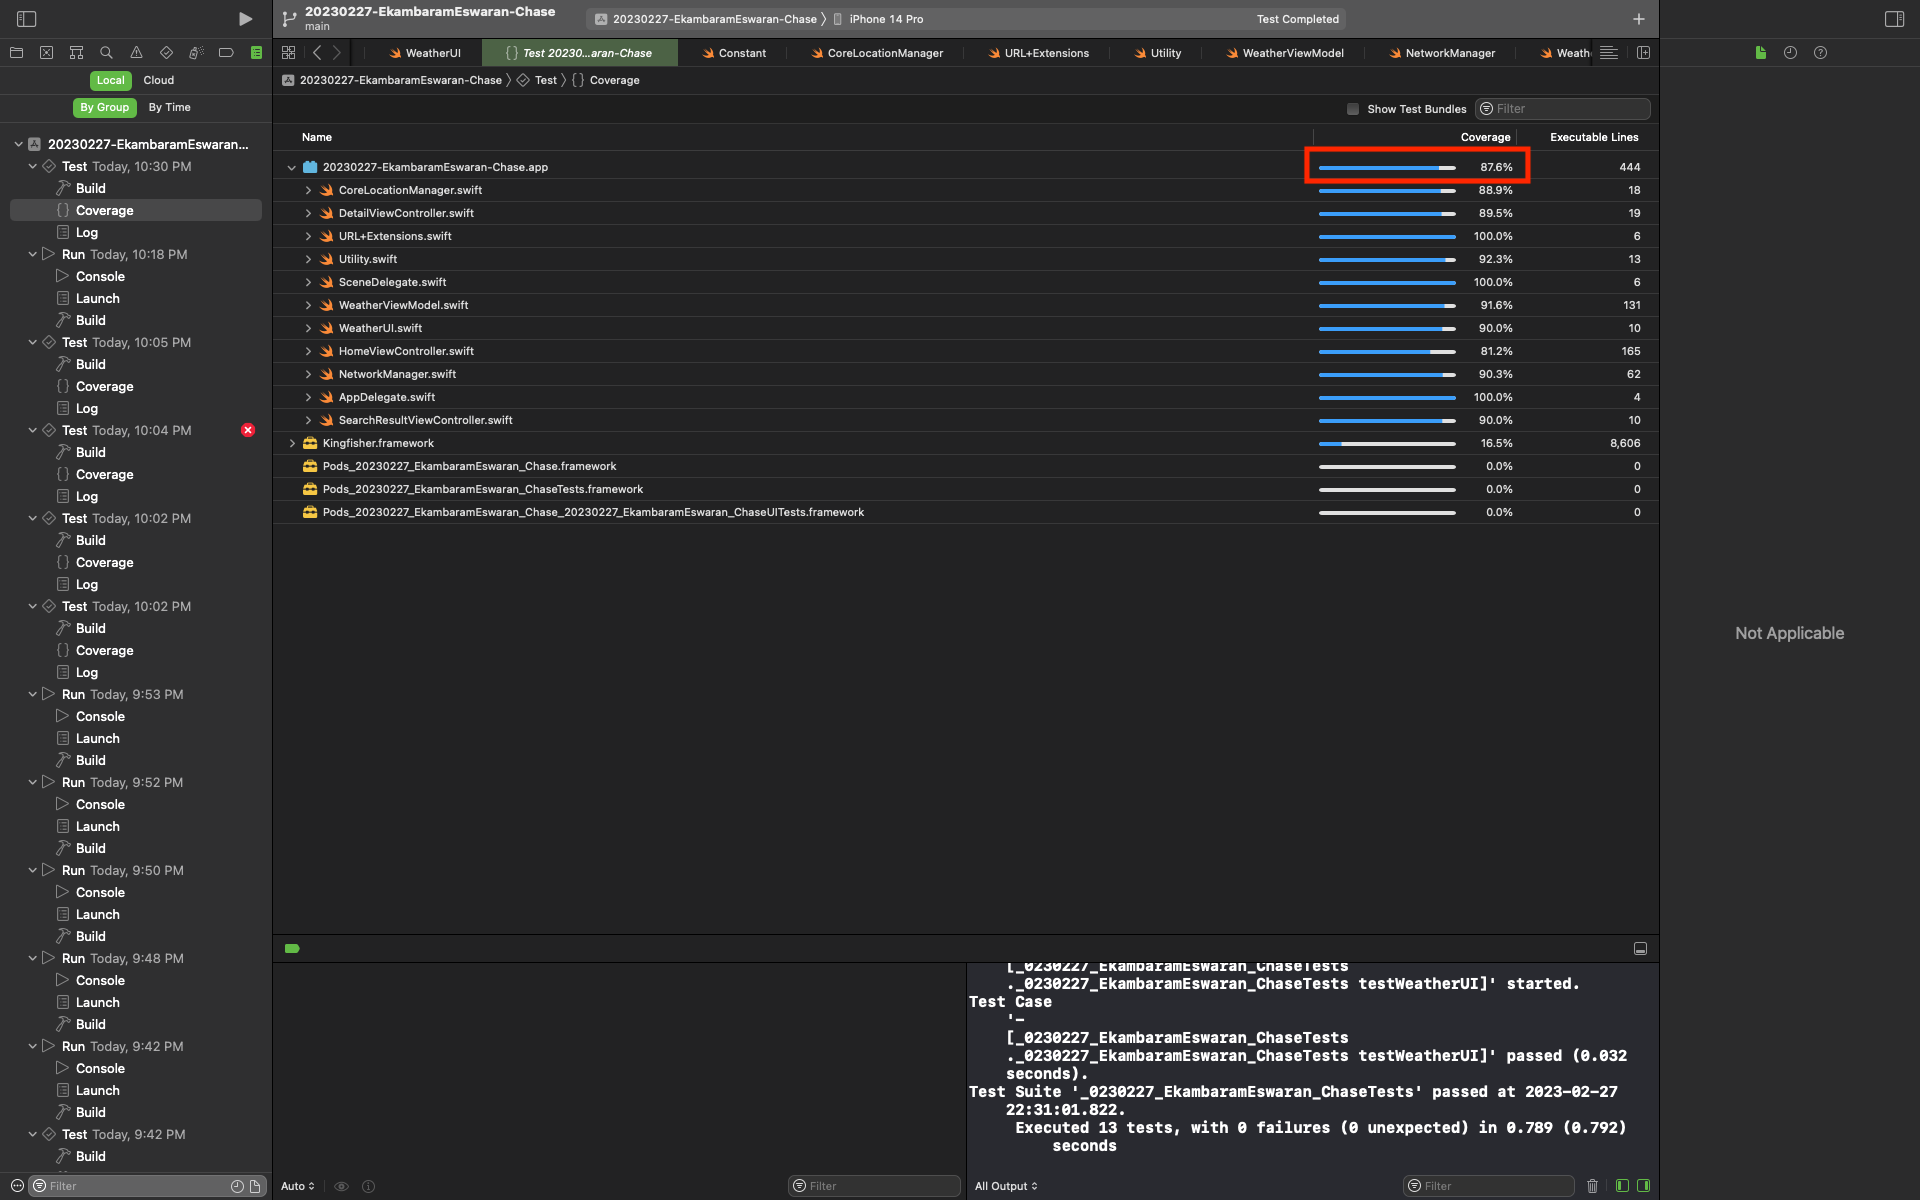 20230227-EkambaramEswaran-Chase
main
20230227-EkambaramEswaran-Chase 〉 iPhone 14 Pro
Test Completed
WeatherUI
{ } Test 20230...aran-Chase
Constant
CoreLocationManager
URL+Extensions
Utility
WeatherViewModel
NetworkManager
Weath
Local
Cloud
20230227-EkambaramEswaran-Chase 〉 Test 〉 { } Coverage
By Group
By Time
Show Test Bundles
Filter
Name
Coverage
Executable Lines
20230227-EkambaramEswaran...
Test Today, 10:30 PM
Build
{ } Coverage
Log
Run Today, 10:18 PM
Console
Launch
Build
Test Today, 10:05 PM
Build
{ } Coverage
Log
Test Today, 10:04 PM
Build
{ } Coverage
Log
Test Today, 10:02 PM
Build
{ } Coverage
Log
Test Today, 10:02 PM
Build
{ } Coverage
Log
Run Today, 9:53 PM
Console
Launch
Build
Run Today, 9:52 PM
Console
Launch
Build
Run Today, 9:50 PM
Console
Launch
Build
Run Today, 9:48 PM
Console
Launch
Build
Run Today, 9:42 PM
Console
Launch
Build
Test Today, 9:42 PM
Build
Filter
20230227-EkambaramEswaran-Chase.app 87.6% 444
CoreLocationManager.swift 88.9% 18
DetailViewController.swift 89.5% 19
URL+Extensions.swift 100.0% 6
Utility.swift 92.3% 13
SceneDelegate.swift 100.0% 6
WeatherViewModel.swift 91.6% 131
WeatherUI.swift 90.0% 10
HomeViewController.swift 81.2% 165
NetworkManager.swift 90.3% 62
AppDelegate.swift 100.0% 4
SearchResultViewController.swift 90.0% 10
Kingfisher.framework 16.5% 8,606
Pods_20230227_EkambaramEswaran_Chase.framework 0.0% 0
Pods_20230227_EkambaramEswaran_ChaseTests.framework 0.0% 0
Pods_20230227_EkambaramEswaran_Chase_20230227_EkambaramEswaran_ChaseUITests.framework 0.0% 0
Not Applicable
[_0230227_EkambaramEswaran_ChaseTests
._0230227_EkambaramEswaran_ChaseTests testWeatherUI]' started.
Test Case
'-
[_0230227_EkambaramEswaran_ChaseTests
._0230227_EkambaramEswaran_ChaseTests testWeatherUI]' passed (0.032
seconds).
Test Suite '_0230227_EkambaramEswaran_ChaseTests' passed at 2023-02-27
22:31:01.822.
Executed 13 tests, with 0 failures (0 unexpected) in 0.789 (0.792)
seconds
Auto
Filter
All Output
Filter